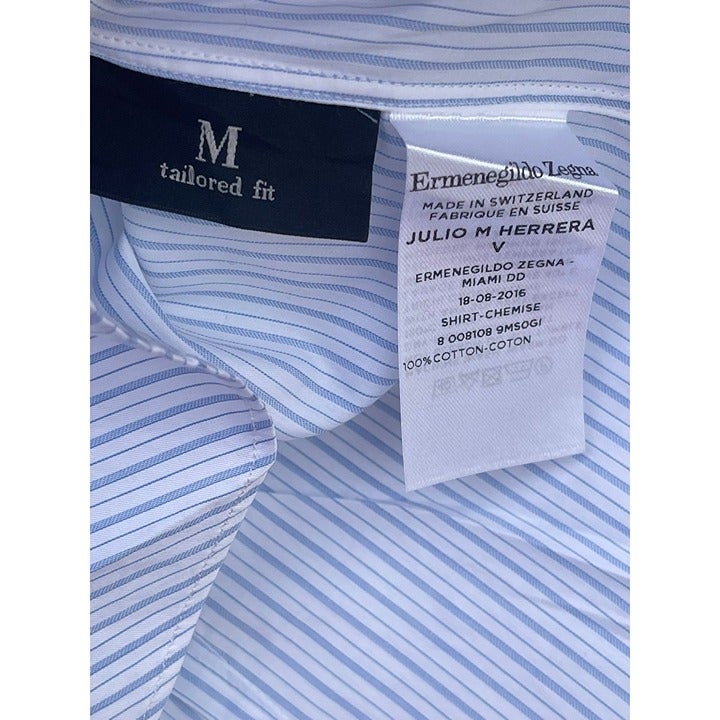 M
tailored fit
Ermenegildo Zegna
MADE IN SWITZERLAND
FABRIQUE EN SUISSE
JULIO M HERRERA
V
ERMENEGILDO ZEGNA -
MIAMI DD
18-08-2016
SHIRT-CHEMISE
8 008108 9MS0GI
100%COTTON-COTON